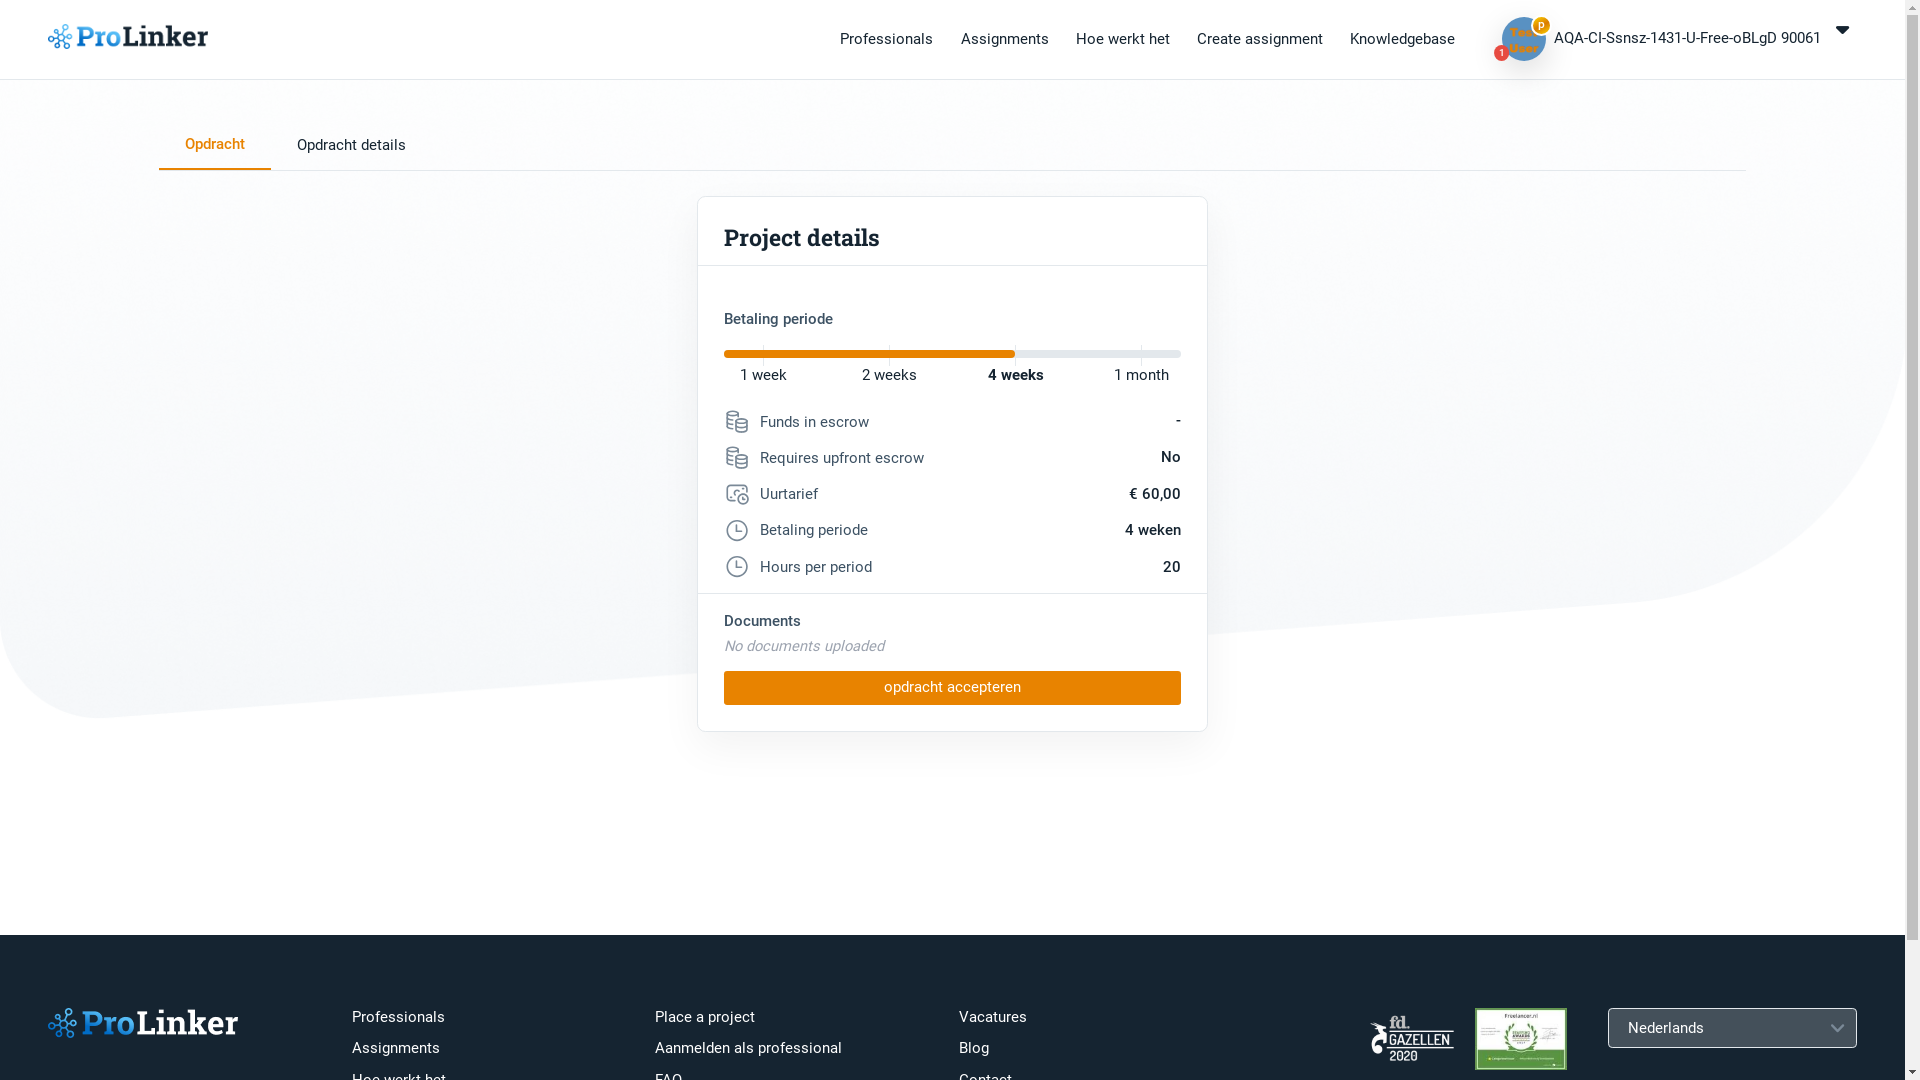 ProLinker
Professionals
Assignments
Hoe werkt het
Create assignment
Knowledgebase
P
1
AQA-CI-Ssnsz-1431-U-Free-oBLgD 90061
Opdracht
Opdracht details
Project details
Betaling periode
1 week
2 weeks
4 weeks
1 month
Funds in escrow
-
Requires upfront escrow
No
Uurtarief
€ 60,00
Betaling periode
4 weken
Hours per period
20
Documents
No documents uploaded
opdracht accepteren
ProLinker
Professionals
Assignments
Hoe werkt het
Place a project
Aanmelden als professional
FAQ
Vacatures
Blog
Contact
fd.
GAZELLEN
2020
Freelancer.nl
Nederlands